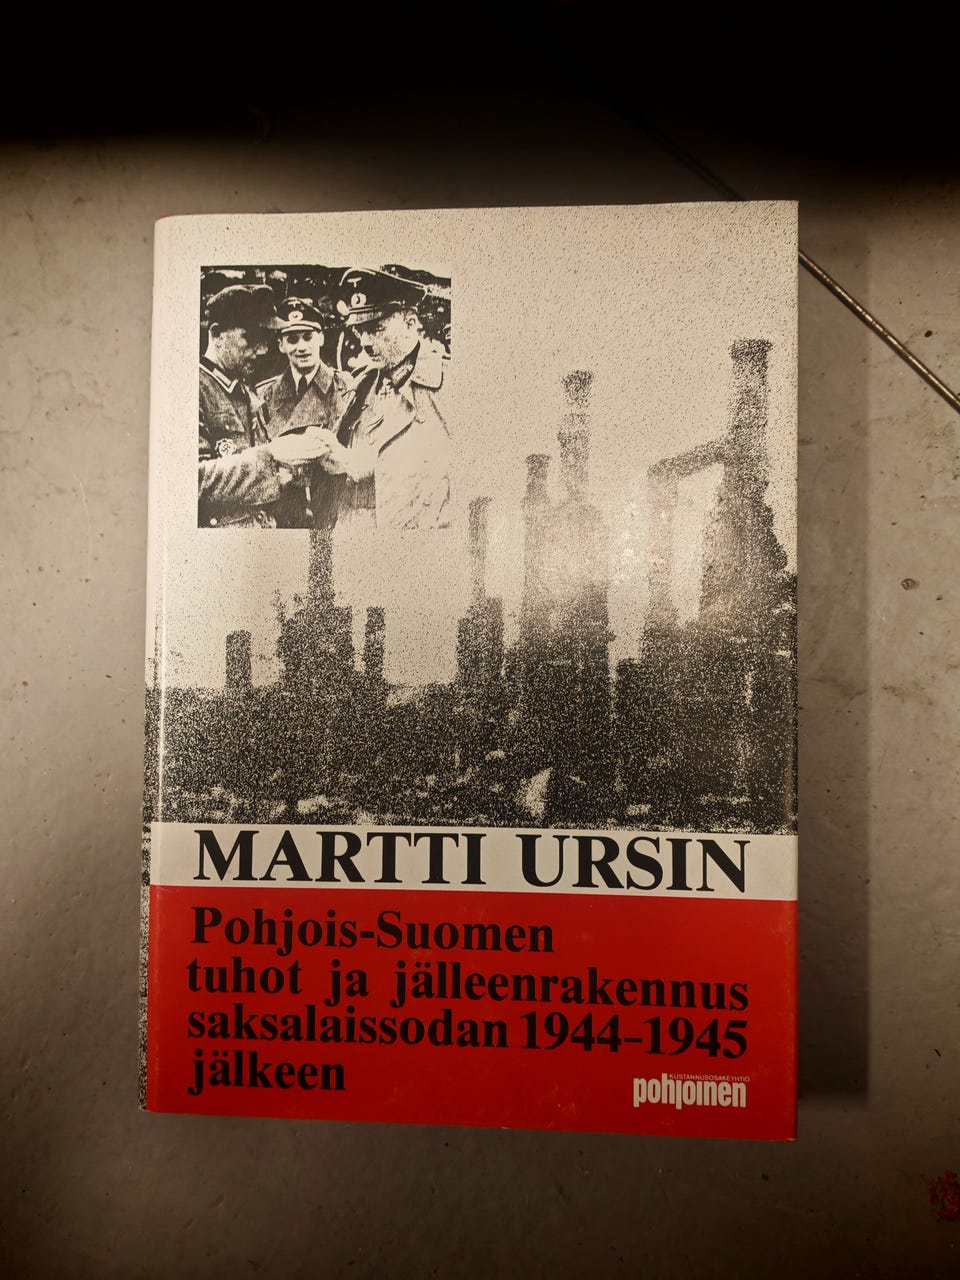 MARTTI URSIN
Pohjois-Suomen
tuhot ja jälleenrakennus
saksalaissodan 1944-1945
jälkeen
KUSTANNUSOSAKEYHTIÖ
pohjoinen